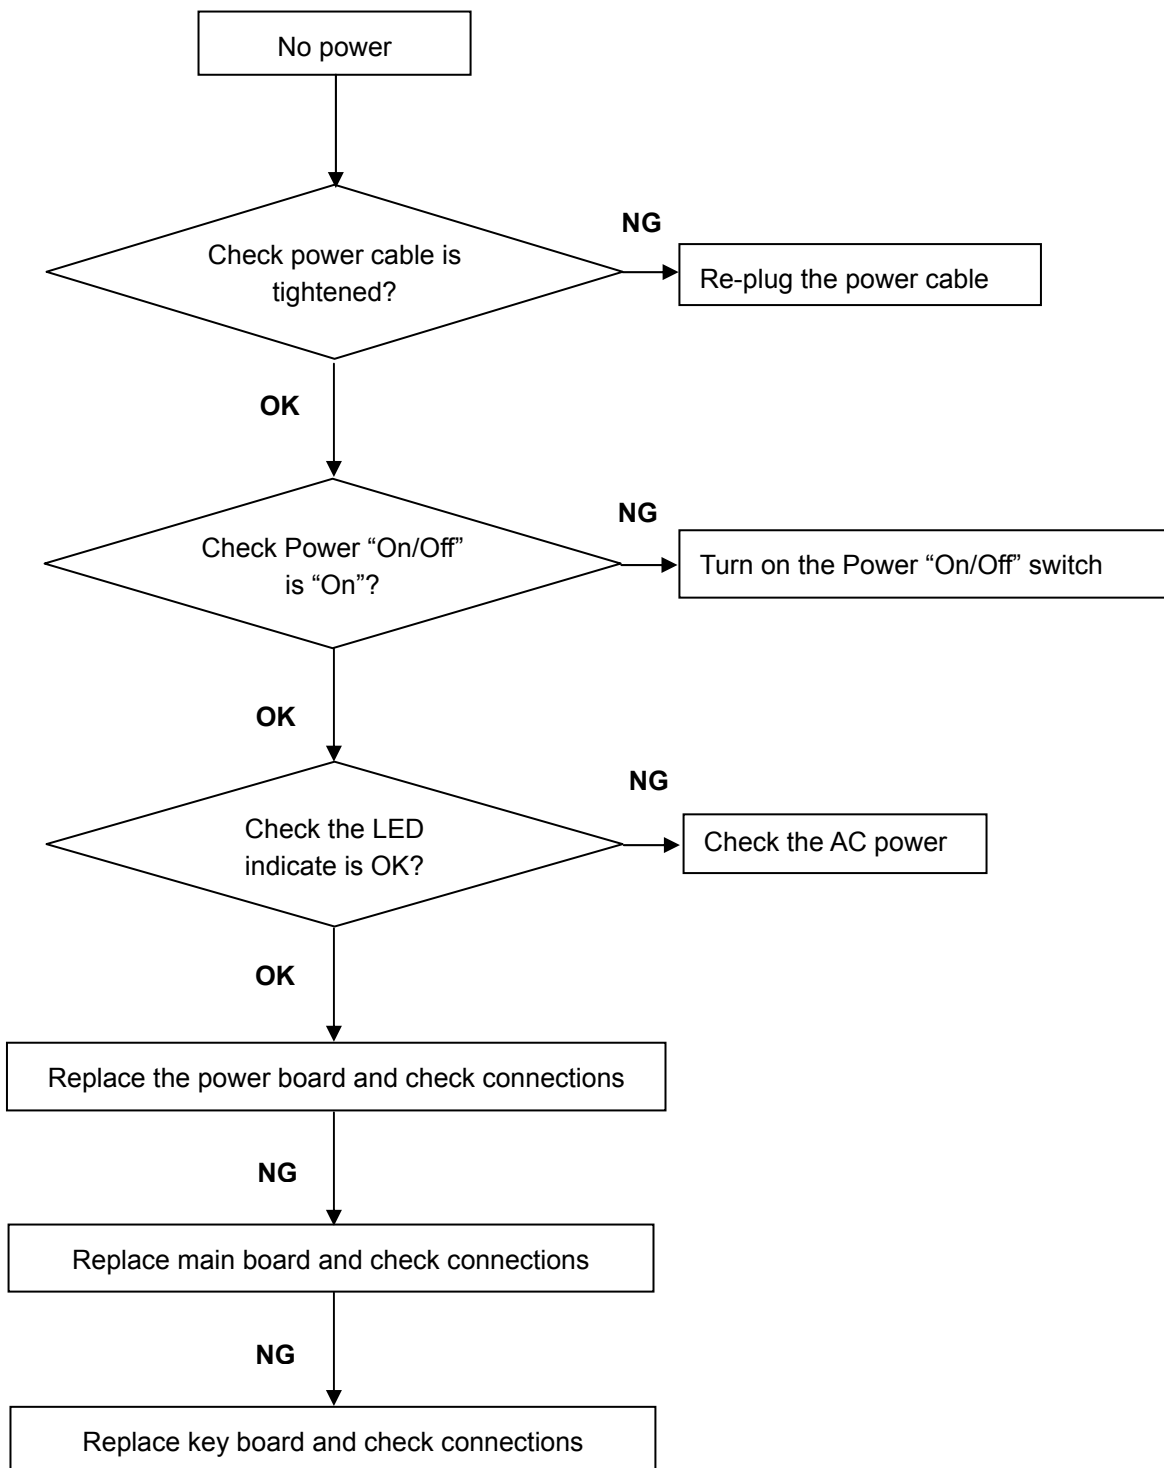 No power
NG
Check power cable is
tightened?
Re-plug the power cable
OK
NG
Check Power “On/Off”
is “On”?
Turn on the Power “On/Off” switch
OK
NG
Check the LED
indicate is OK?
Check the AC power
OK
Replace the power board and check connections
NG
Replace main board and check connections
NG
Replace key board and check connections